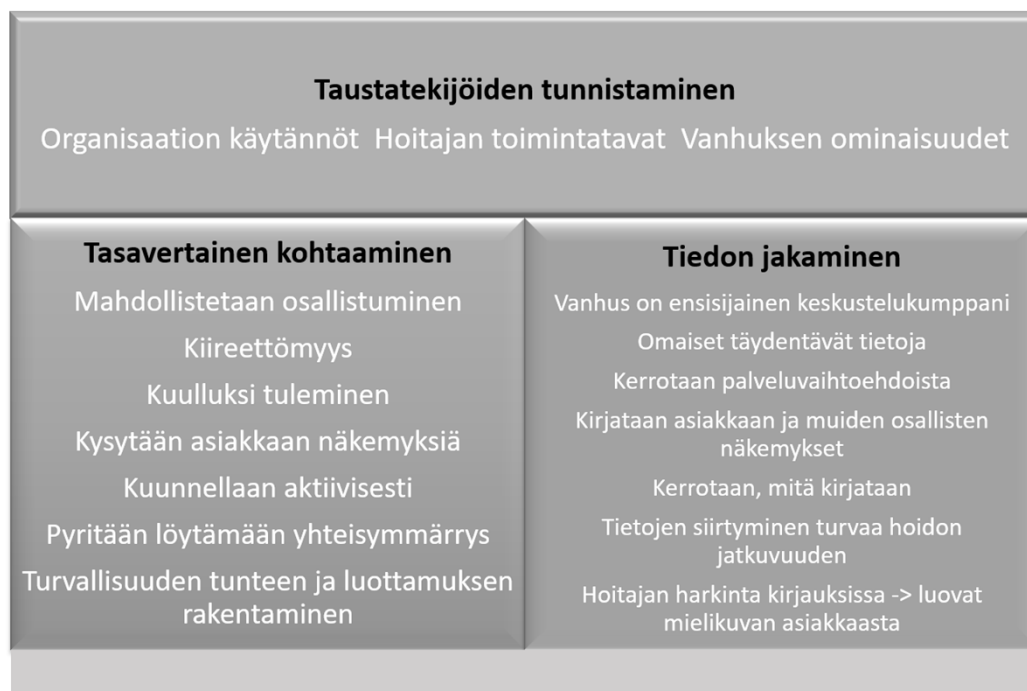 Taustatekijöiden tunnistaminen
Organisaation käytännöt Hoitajan toimintatavat Vanhuksen ominaisuudet
Tasavertainen kohtaaminen
Mahdollistetaan osallistuminen
Kiireettömyys
Kuulluksi tuleminen
Kysytään asiakkaan näkemyksiä
Kuunnellaan aktiivisesti
Pyritään löytämään yhteisymmärrys
Turvallisuuden tunteen ja luottamuksen
rakentaminen
Tiedon jakaminen
Vanhus on ensisijainen keskustelukumppani
Omaiset täydentävät tietoja
Kerrotaan palveluvaihtoehdoista
Kirjataan asiakkaan ja muiden osallisten
näkemykset
Kerrotaan, mitä kirjataan
Tietojen siirtyminen turvaa hoidon
jatkuvuuden
Hoitajan harkinta kirjauksissa -> luovat
mielikuvan asiakkaasta